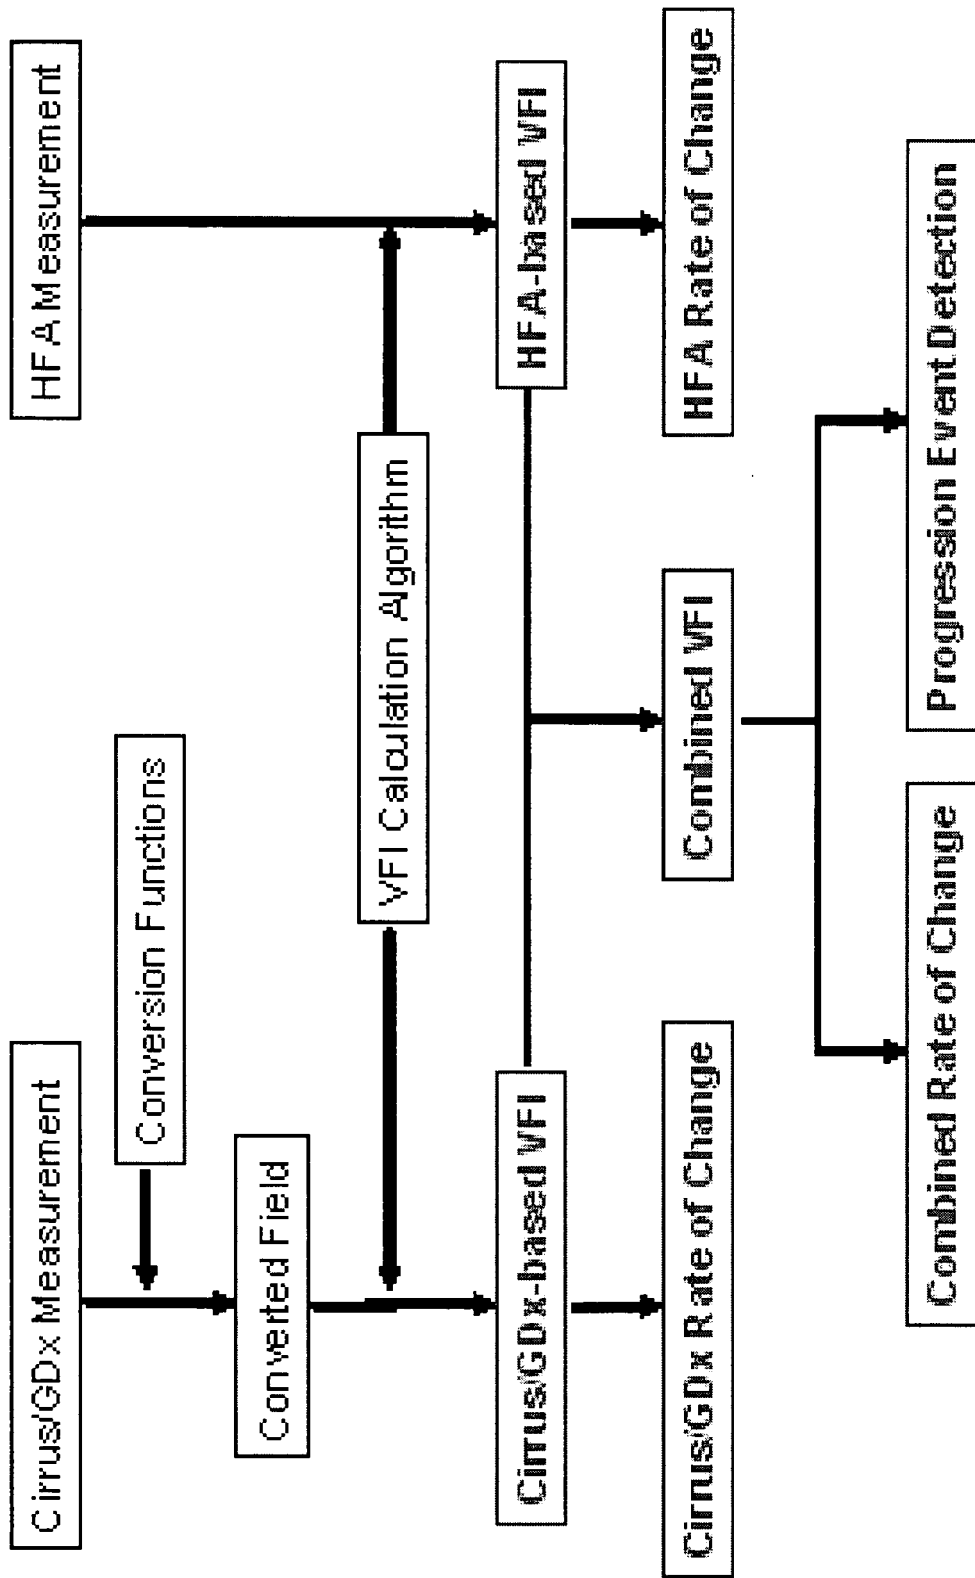 Cirrus/GDx Measurement
HFA Measurement
Conversion Functions
Converted Field
VFI Calculation Algorithm
Cirrus/GDx-based VFI
HFA-based VFI
Cirrus/GDx Rate of Change
Combined VFI
HFA Rate of Change
Combined Rate of Change
Progression Event Detection